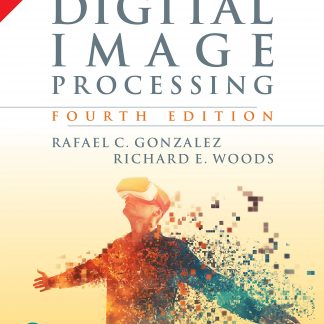 DIGITAL
IMAGE
PROCESSING
FOURTH EDITION
RAFAEL C. GONZALEZ
RICHARD E. WOODS